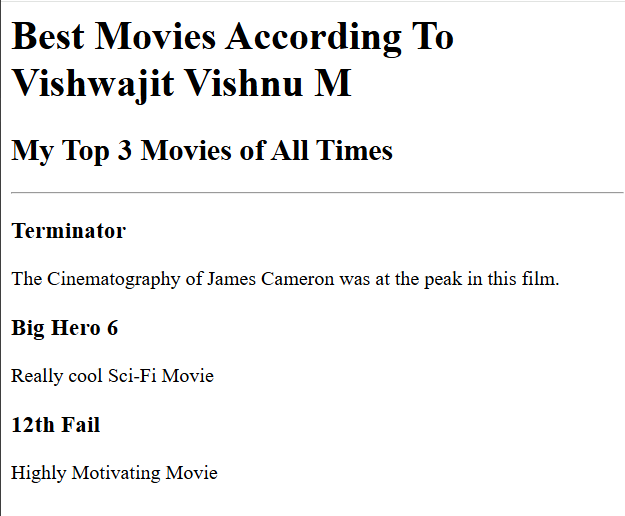 Best Movies According To
Vishwajit Vishnu M
My Top 3 Movies of All Times
Terminator
The Cinematography of James Cameron was at the peak in this film.
Big Hero 6
Really cool Sci-Fi Movie
12th Fail
Highly Motivating Movie